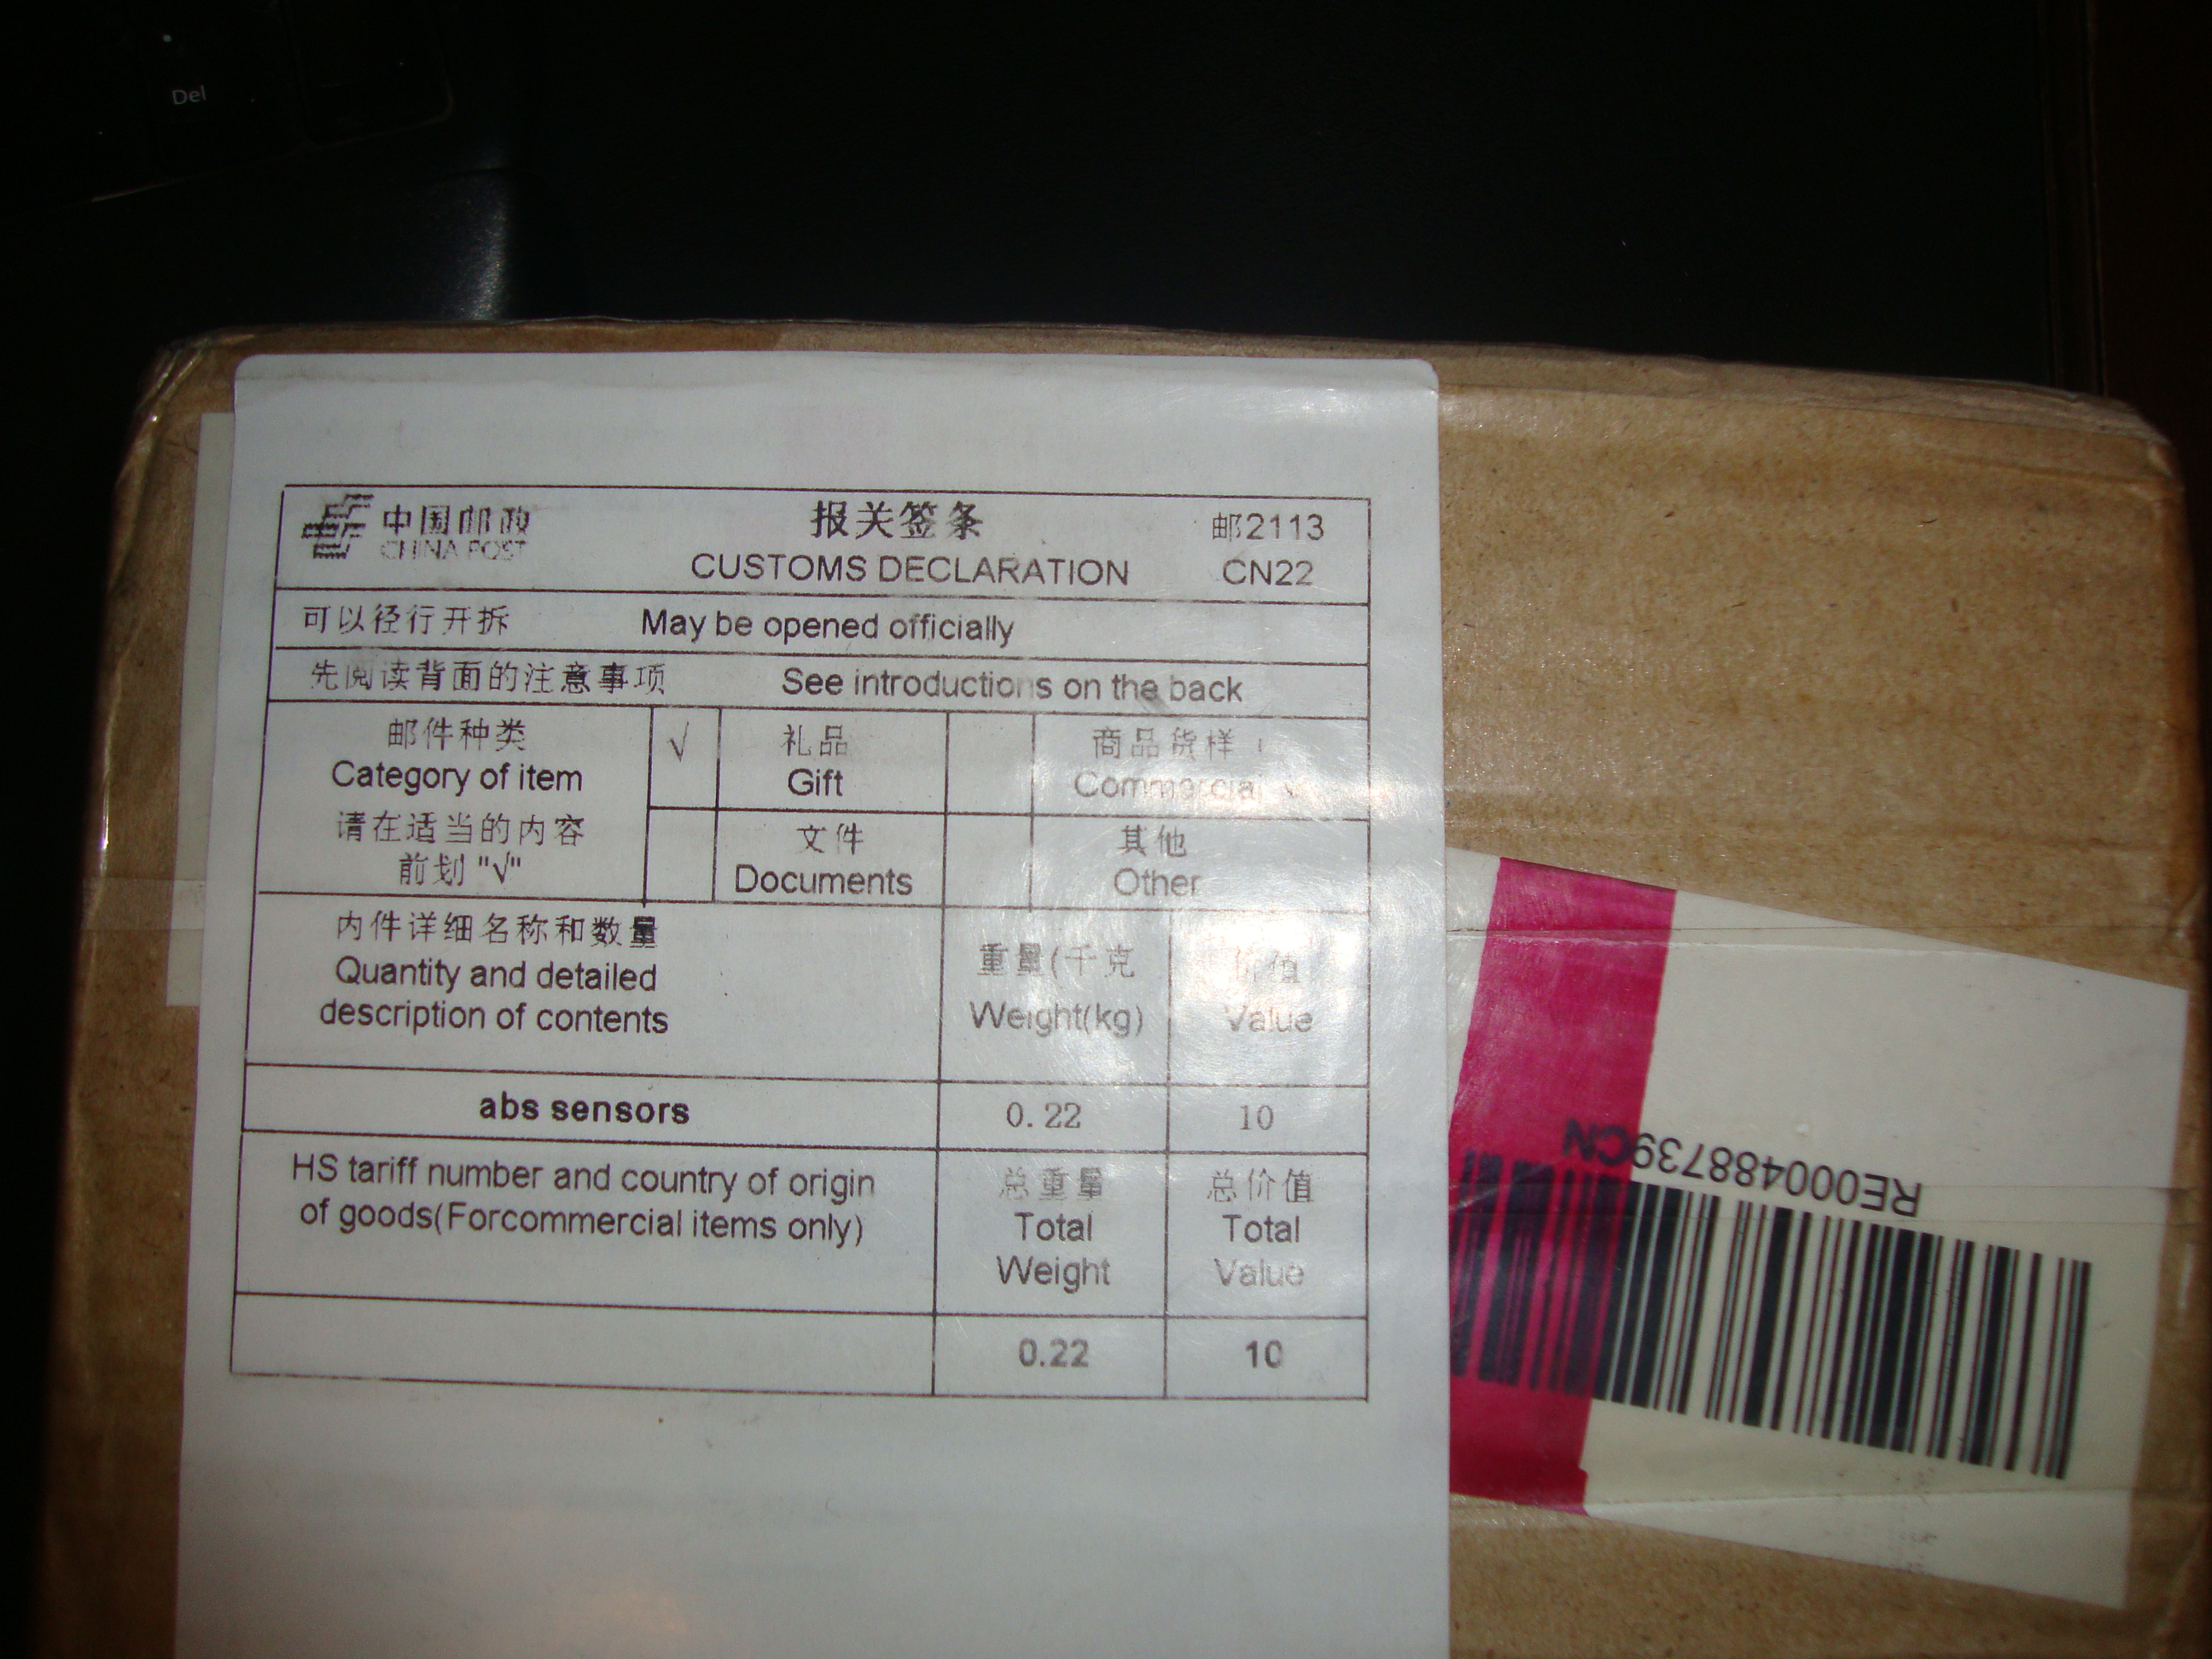 Del
中国邮政
CHINA POST
报关签条
邮2113
CUSTOMS DECLARATION
CN22
可以径行开拆 May be opened officially
先阅读背面的注意事项 See introductions on the back
邮件种类
Category of item
请在适当的内容
前划 "√"
√
礼品
Gift
商品货样
Commercial
文件
Documents
其他
Other
内件详细名称和数量
Quantity and detailed
description of contents
重量(千克
Weight(kg)
价值
Value
abs sensors
0.22
10
HS tariff number and country of origin
of goods(Forcommercial items only)
总重量
Total
Weight
总价值
Total
Value
0.22
10
RE000488739CN